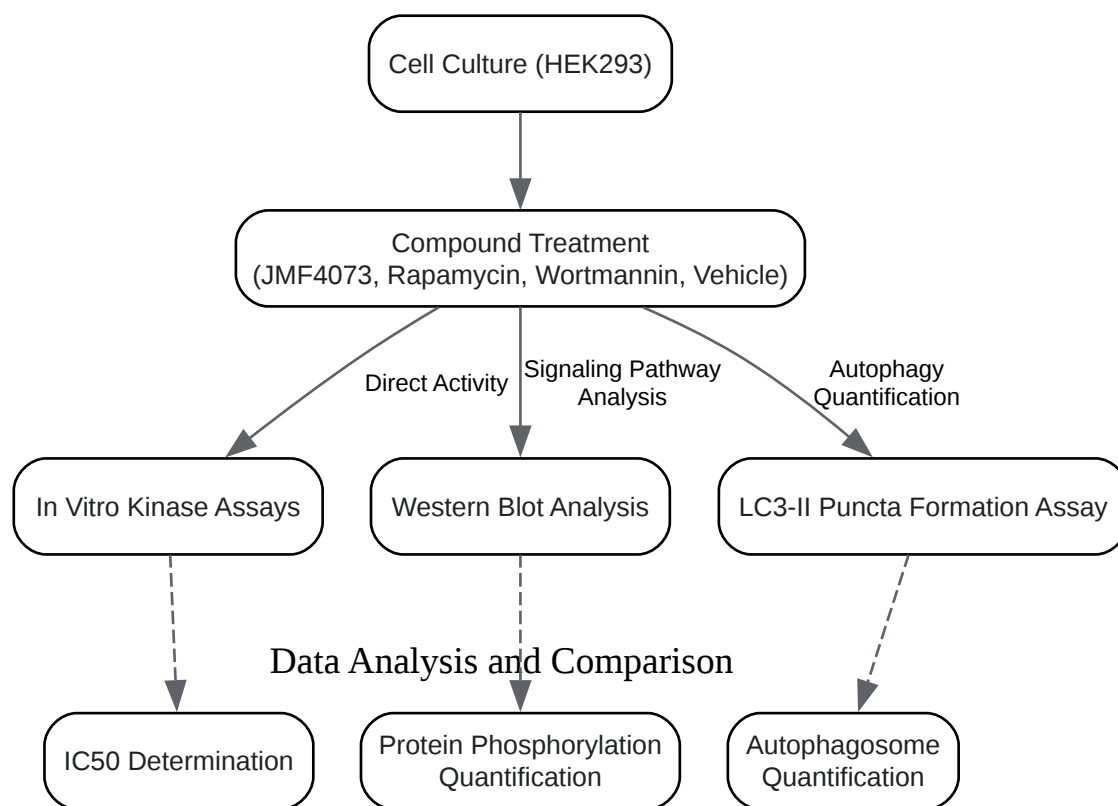 Cell Culture (HEK293)
Compound Treatment
(JMF4073, Rapamycin, Wortmannin, Vehicle)
Direct Activity
Signaling Pathway
Analysis
Autophagy
Quantification
In Vitro Kinase Assays
Western Blot Analysis
LC3-II Puncta Formation Assay
Data Analysis and Comparison
IC50 Determination
Protein Phosphorylation
Quantification
Autophagosome
Quantification